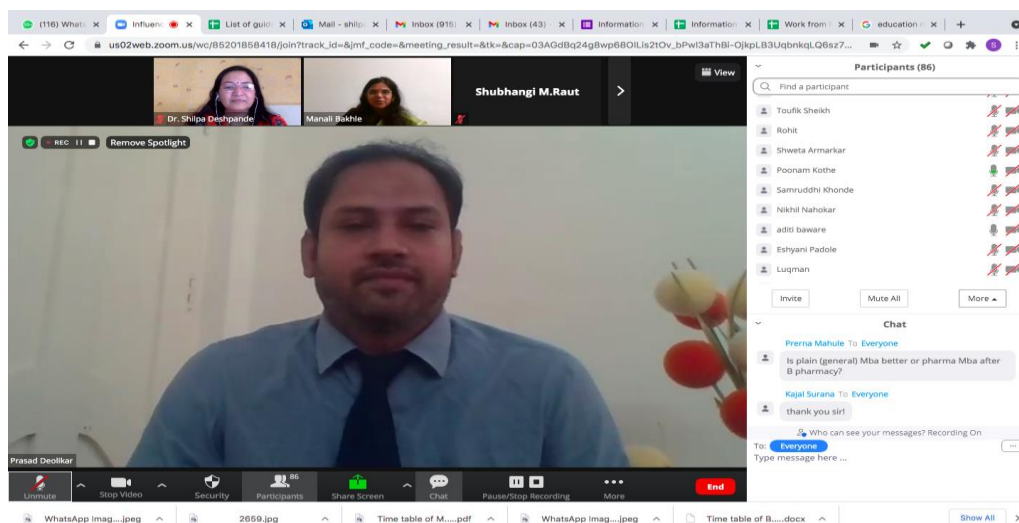 (116) Whats
Influenc
List of guid
Mail - shilp
Inbox (915)
Inbox (43) -
Information
Information
Work from
education
us02web.zoom.us/wc/85201858418/join?track_id=&jmf_code=&meeting_result=&tk=&cap=
S
View
Dr. Shilpa Deshpande
Manali Bakhle
Shubhangi M.Raut
REC
Remove Spotlight
Prasad Deolikar
Participants (86)
Find a participant
Toufik Sheikh
Rohit
Shweta Armarkar
Poonam Kothe
Samruddhi Khonde
Nikhil Nahokar
aditi baware
Eshyani Padole
Luqman
Invite
Mute All
More
Chat
Prerna Mahule To Everyone
Is plain (general) Mba better or pharma Mba after
B pharmacy?
Kajal Surana To Everyone
thank you sir!
Who can see your messages? Recording On
To: Everyone
Type message here ...
Unmute
Stop Video
Security
86
Participants
Share Screen
Chat
Pause/Stop Recording
More
End
WhatsApp Imag....jpeg
2659.jpg
Time table of M.....pdf
WhatsApp Imag....jpeg
Time table of B.....docx
Show All